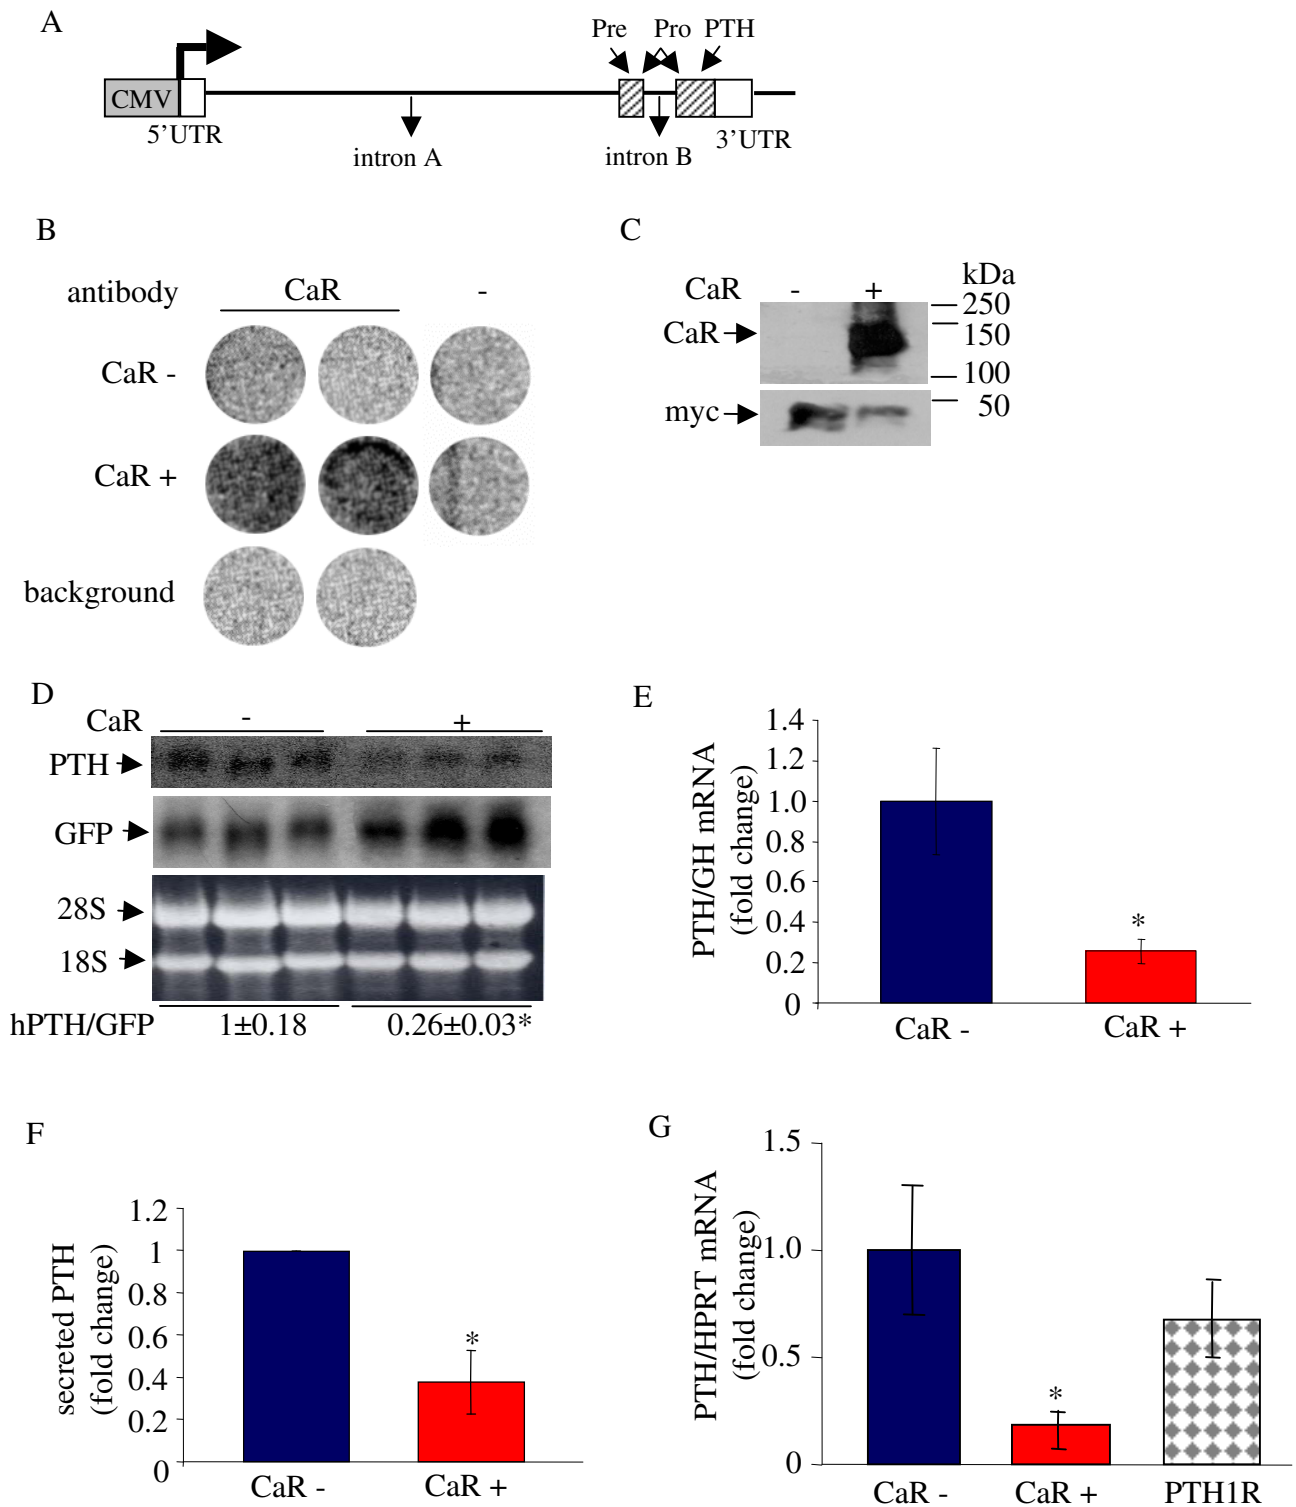 A
Pre Pro PTH
CMV
5’UTR
intron A
intron B
3’UTR
B
antibody CaR -
CaR -
CaR +
background
C
CaR - + kDa
CaR
250
150
100
myc
50
D
CaR - +
PTH
GFP
28S
18S
hPTH/GFP 1±0.18 0.26±0.03*
E
PTH/GH mRNA
(fold change)
1.4
1.2
1.0
0.8
0.6
0.4
0.2
0
*
CaR - CaR +
F
secreted PTH
(fold change)
1.2
1
0.8
0.6
0.4
0.2
0
*
CaR - CaR +
G
PTH/HPRT mRNA
(fold change)
1.5
1.0
0.5
0
*
CaR - CaR + PTH1R